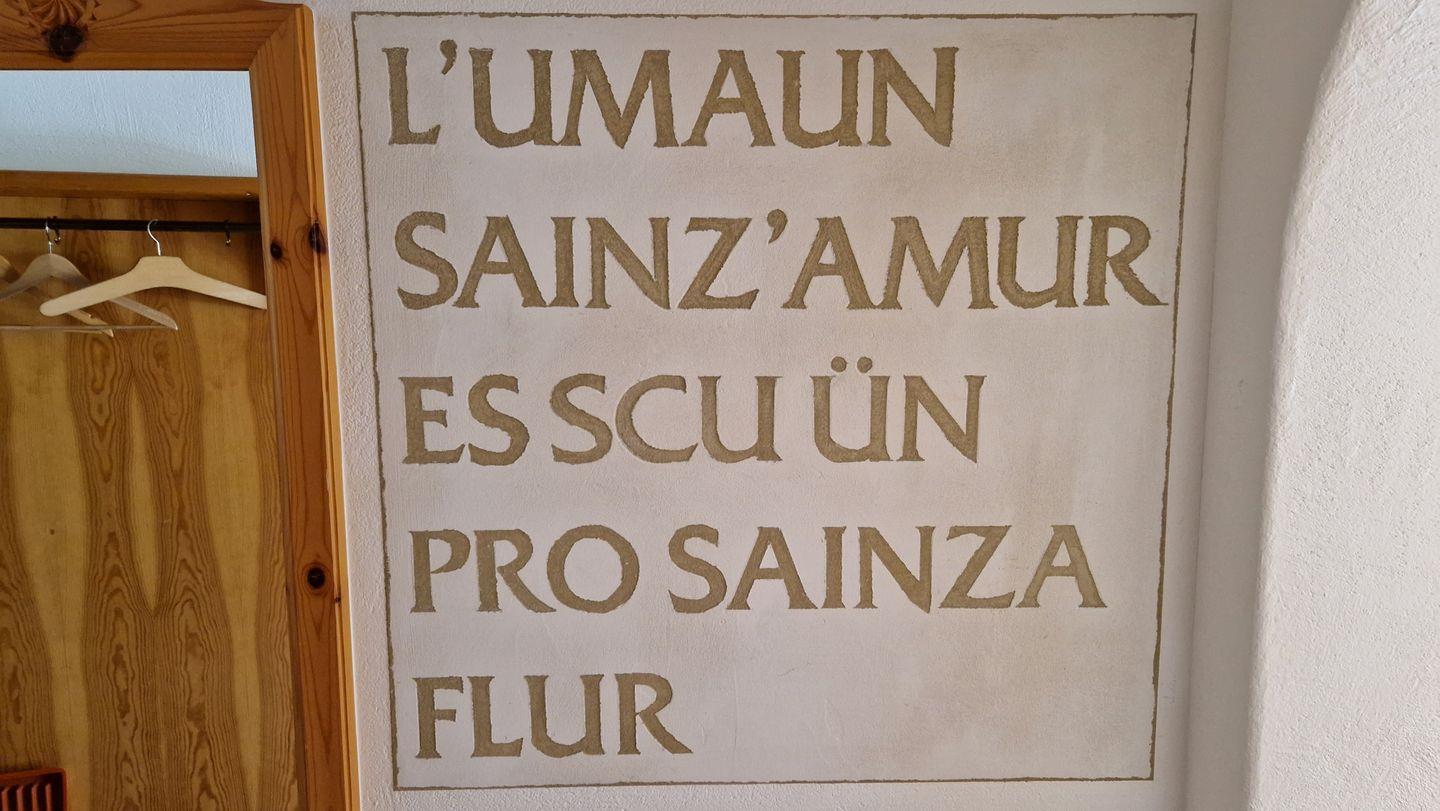 L'UMAUN
SAINZ'AMUR
ES SCU ÜN
PRO SAINZA
FLUR